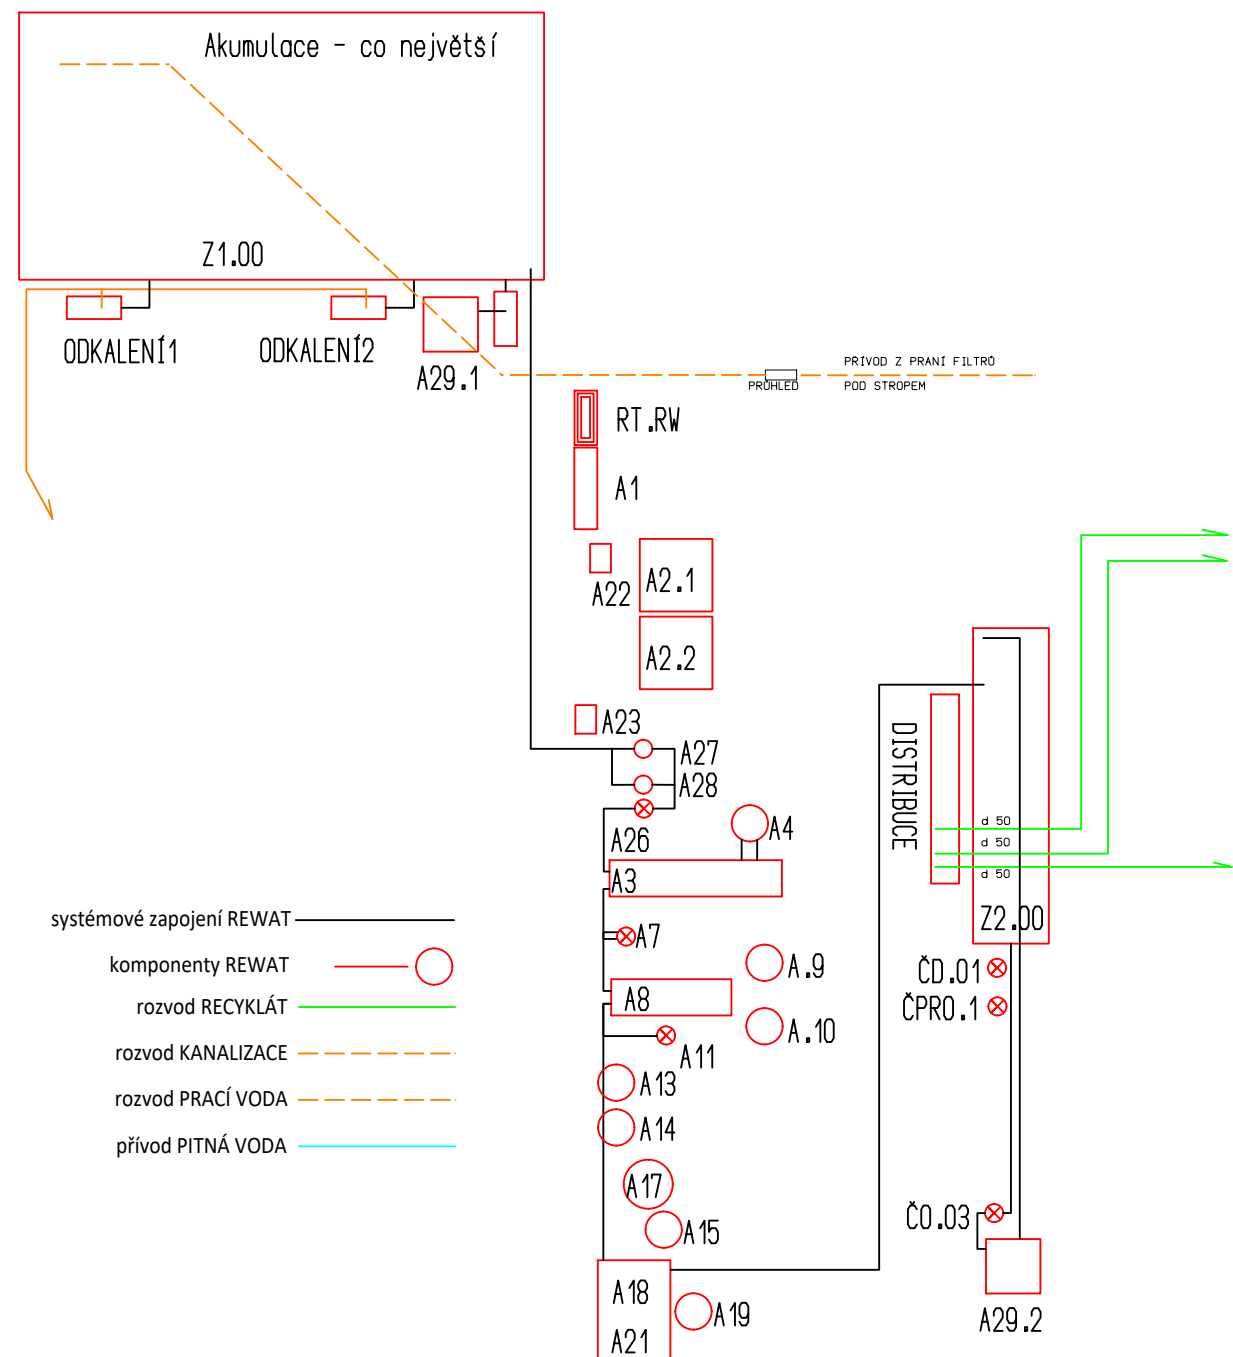 Akumulace - co největší
Z1.00
ODKALENÍ1
ODKALENÍ2
A29.1
PŘÍVOD Z PRANÍ FILTRŮ
PRŮHLED
POD STROPEM
RT.RW
A1
A22
A2.1
A2.2
A23
A27
A28
A26
A4
A3
A7
A8
A.9
A.10
A11
A13
A14
A17
A15
A18
A19
A21
DISTRIBUCE
d 50
d 50
d 50
Z2.00
ČD.01
ČPRO.1
ČO.03
A29.2
systémové zapojení REWAT
komponenty REWAT
rozvod RECYKLÁT
rozvod KANALIZACE
rozvod PRACÍ VODA
přívod PITNÁ VODA